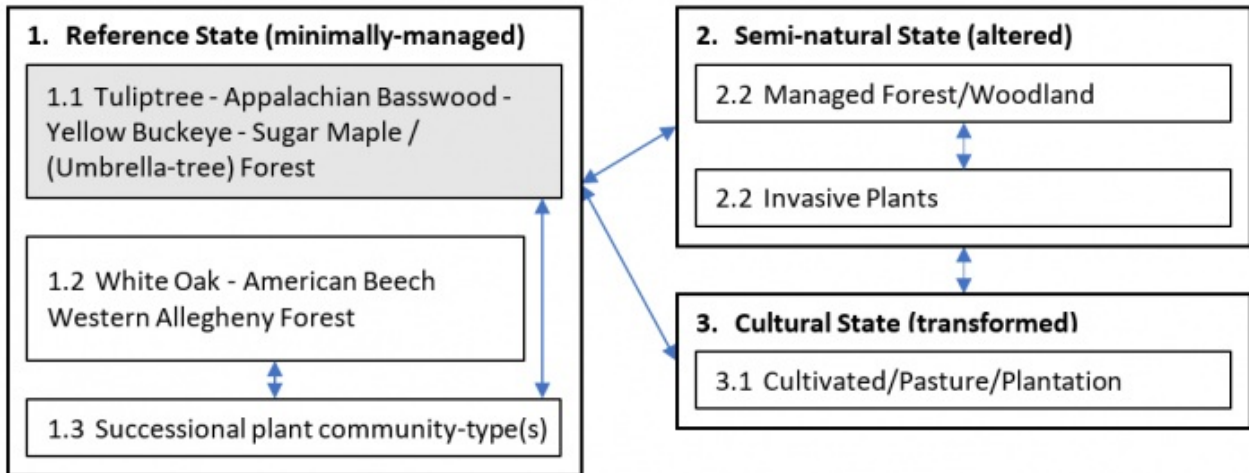 1. Reference State (minimally-managed)
1.1 Tuliptree - Appalachian Basswood -
Yellow Buckeye - Sugar Maple /
(Umbrella-tree) Forest
1.2 White Oak - American Beech
Western Allegheny Forest
1.3 Successional plant community-type(s)
2. Semi-natural State (altered)
2.2 Managed Forest/Woodland
2.2 Invasive Plants
3. Cultural State (transformed)
3.1 Cultivated/Pasture/Plantation